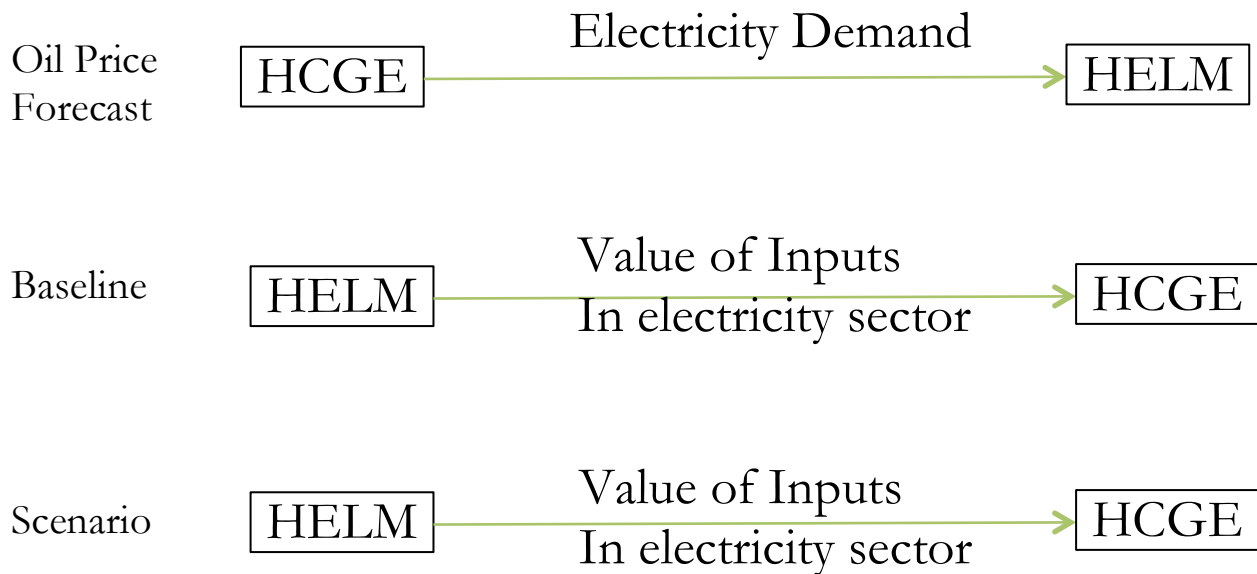 Electricity Demand
Oil Price
Forecast
HCGE
HELM
Baseline
HELM
Value of Inputs
In electricity sector
HCGE
Scenario
HELM
Value of Inputs
In electricity sector
HCGE